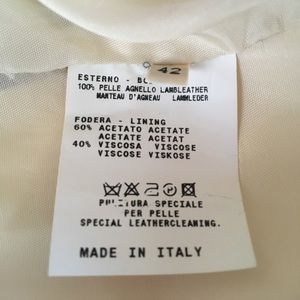 42
ESTERNO -
100% PELLE AGNELLO LAMBLEATHER
MANTEAU D'AGNEAU LAMMLEDER
FODERA - LINING
60% ACETATO ACETATE
ACETATE ACETAT
40% VISCOSA VISCOSE
VISCOSE VISKOSE
PULITURA SPECIALE
PER PELLE
SPECIAL LEATHERCLEANING.
MADE IN ITALY